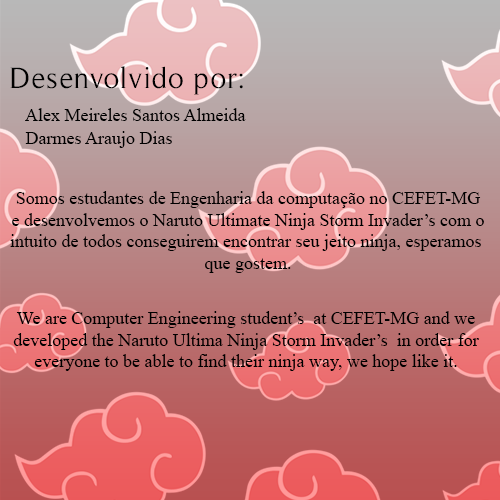 Desenvolvido por:
Alex Meireles Santos Almeida
Darmes Araujo Dias
Somos estudantes de Engenharia da computação no CEFET-MG
e desenvolvemos o Naruto Ultimate Ninja Storm Invader’s com o
intuito de todos conseguirem encontrar seu jeito ninja, esperamos
que gostem.
We are Computer Engineering student’s at CEFET-MG and we
developed the Naruto Ultima Ninja Storm Invader’s in order for
everyone to be able to find their ninja way, we hope like it.